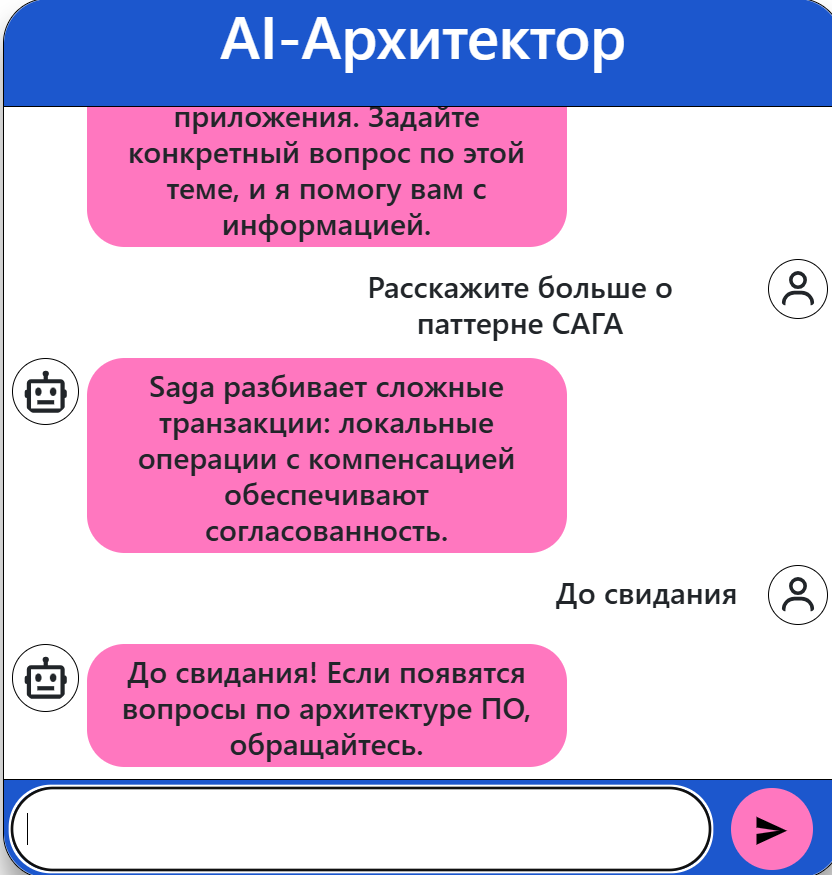 AI-Архитектор
приложения. Задайте
конкретный вопрос по этой
теме, и я помогу вам с
информацией.
Расскажите больше о
паттерне САГА
Saga разбивает сложные
транзакции: локальные
операции с компенсацией
обеспечивают
согласованность.
До свидания
До свидания! Если появятся
вопросы по архитектуре ПО,
обращайтесь.